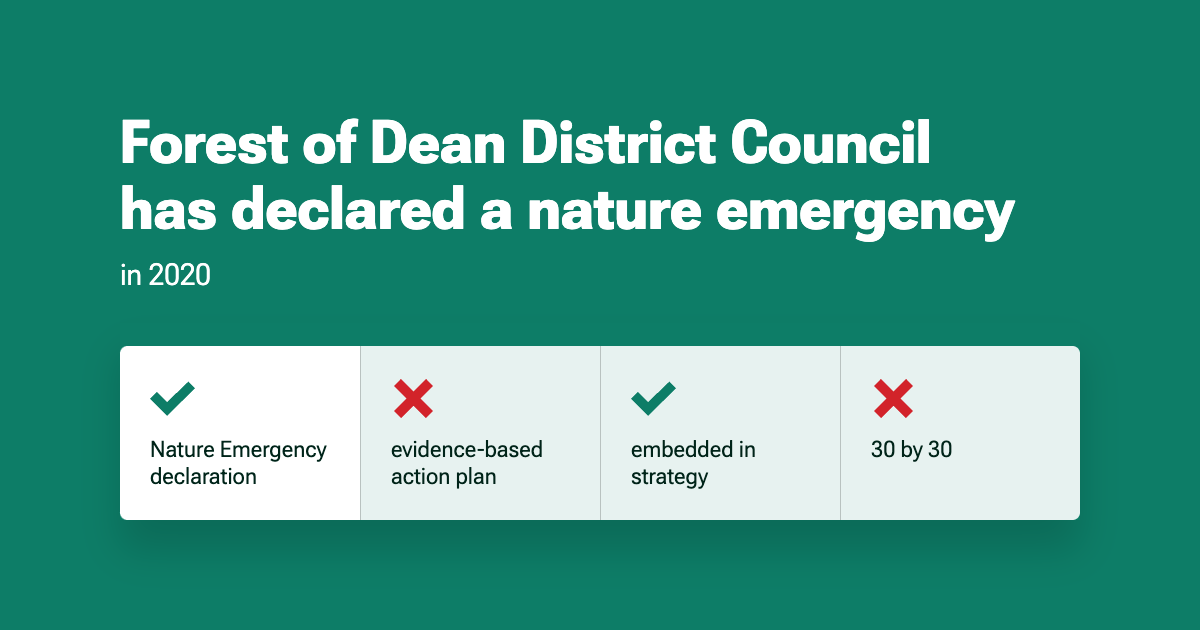 Forest of Dean District Council
has declared a nature emergency
in 2020
Nature Emergency
declaration
evidence-based
action plan
embedded in
strategy
30 by 30